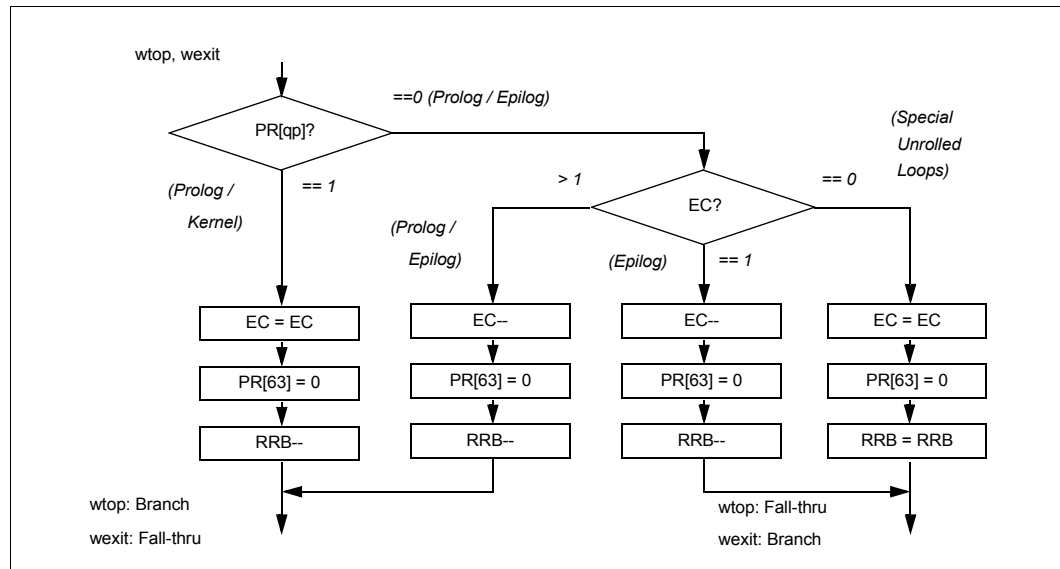 wtop, wexit
==0 (Prolog / Epilog)
PR[qp]?
(Special
Unrolled
Loops)
(Prolog /
Kernel)
== 1
> 1
== 0
EC?
(Prolog /
Epilog)
(Epilog)
== 1
EC = EC
EC--
EC--
EC = EC
PR[63] = 0
PR[63] = 0
PR[63] = 0
PR[63] = 0
RRB--
RRB--
RRB--
RRB = RRB
wtop: Branch
wexit: Fall-thru
wtop: Fall-thru
wexit: Branch